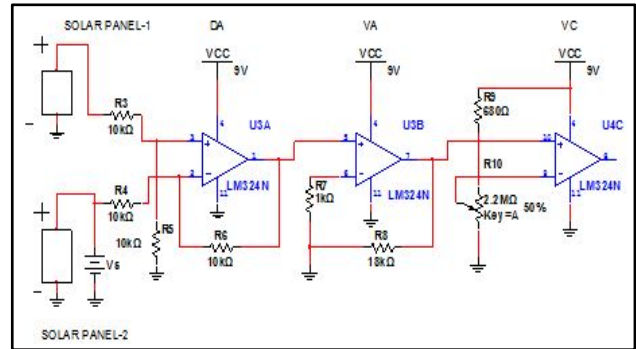 SOLAR PANEL-1
DA
VA
VC
VCC
9V
VCC
9V
VCC
9V
+
-
R3
10kΩ
U3A
3
2
4
1
11
+
-
LM324N
R4
10kΩ
10kΩ
R5
R6
10kΩ
Vs
+
-
SOLAR PANEL-2
U3B
5
6
4
7
11
+
-
LM324N
R7
1kΩ
R8
18kΩ
R9
680Ω
R10
2.2MΩ
Key=A
50%
U4C
10
9
4
8
11
+
-
LM324N